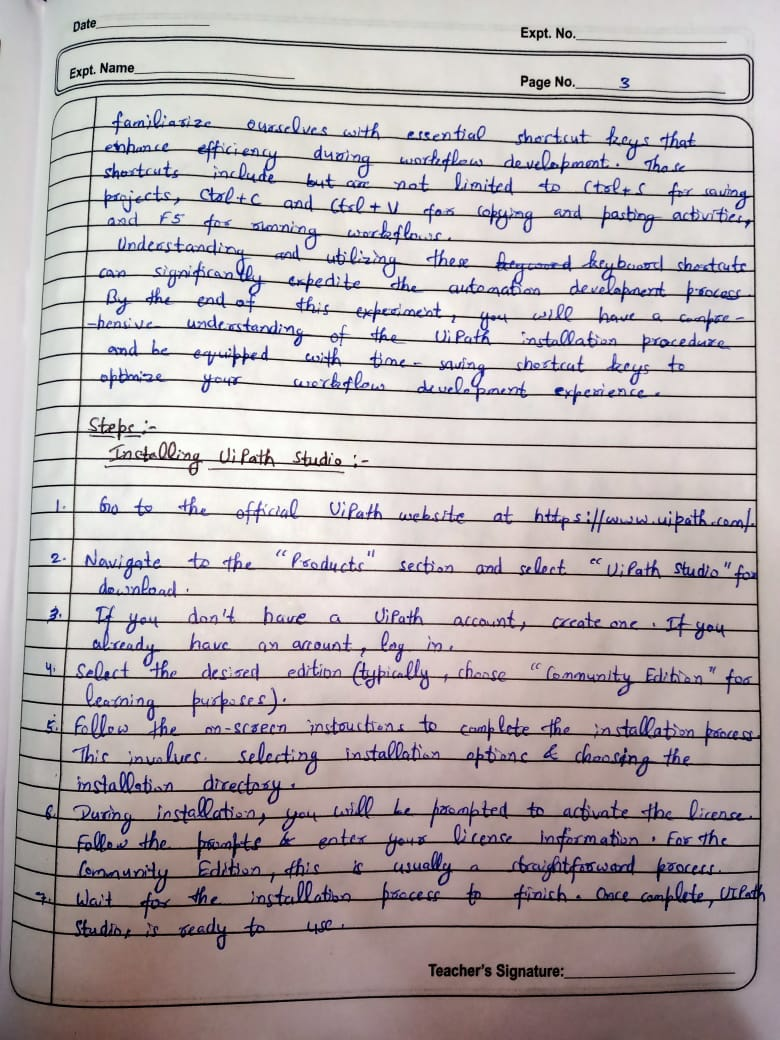 Date
Expt. No.
Expt. Name
Page No. 3
familiarize ourselves with essential shortcut keys that
enhance efficiency during workflow development. These
shortcuts include but are not limited to Ctrl+S for saving
projects, Ctrl+C and Ctrl+V for copying and pasting activities,
and F5 for running workflows.
Understanding and utilizing these keyboard shortcuts
can significantly expedite the automation development process.
By the end of this experiment, you will have a compre-
-hensive understanding of the UiPath installation procedure
and be equipped with time-saving shortcut keys to
optmize your workflow development experience.
Steps :-
Installing UiPath Studio :-
1. Go to the official UiPath website at https://www.uipath.com/.
2. Navigate to the "Products" section and select "UiPath Studio" for
download.
3. If you don't have a UiPath account, create one. If you
already have an account, log in.
4. Select the desired edition (typically, choose "Community Edition" for
learning purposes).
5. Follow the on-screen instructions to complete the installation process.
This involves selecting installation options & choosing the
installation directory.
6. During installation, you will be prompted to activate the license.
Follow the prompts & enter your license information. For the
Community Edition, this is usually a straightforward process.
7. Wait for the installation process to finish. Once complete, UiPath
Studio, is ready to use.
Teacher's Signature: